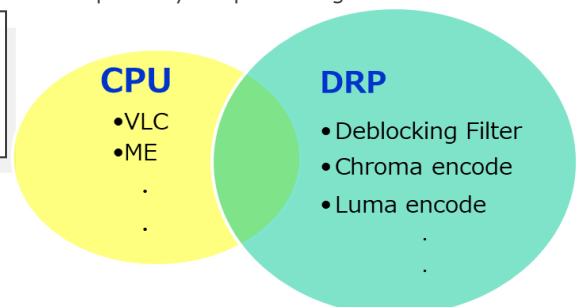 CPU
•VLC
•ME
.
.
DRP
•Deblocking Filter
•Chroma encode
•Luma encode
.
.